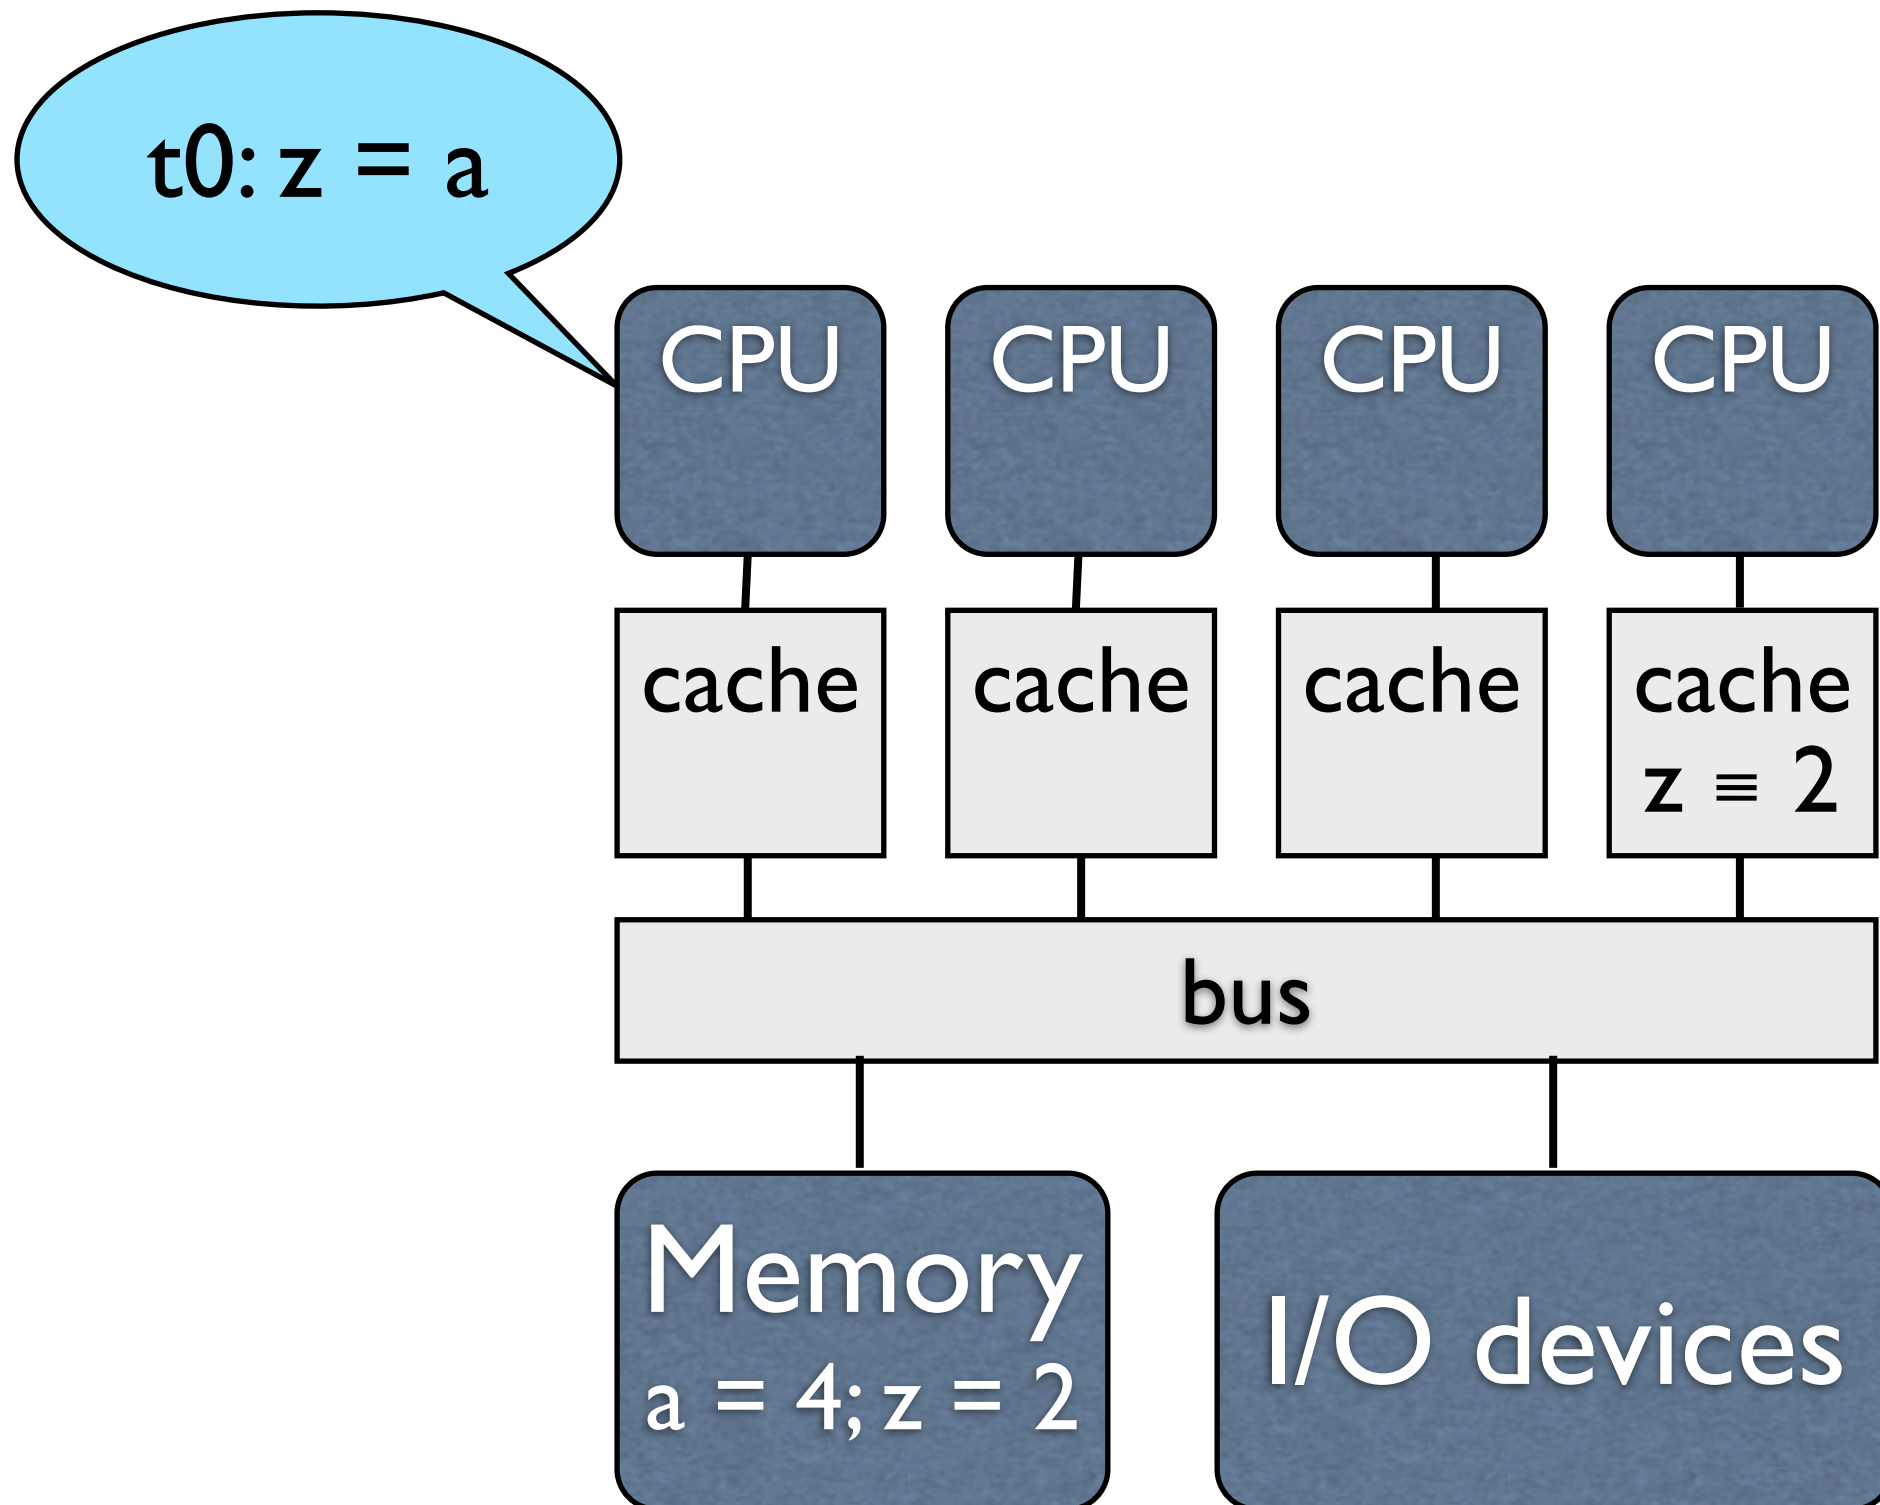 t0: z = a
CPU CPU CPU CPU
cache cache cache cache
z ≡ 2
bus
Memory
a = 4; z = 2
I/O devices